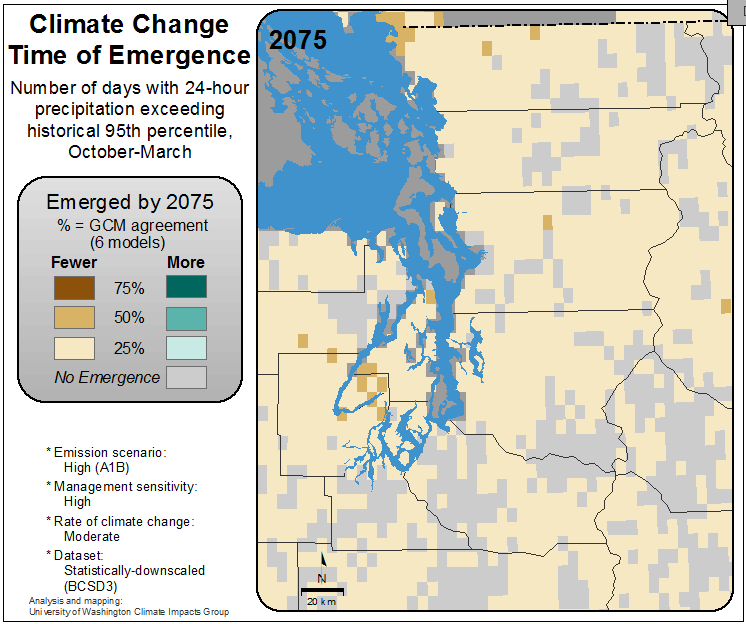 Climate Change
Time of Emergence
Number of days with 24-hour
precipitation exceeding
historical 95th percentile,
October-March
Emerged by 2075
% = GCM agreement
(6 models)
Fewer More
75%
50%
25%
No Emergence
* Emission scenario:
High (A1B)
* Management sensitivity:
High
* Rate of climate change:
Moderate
* Dataset:
Statistically-downscaled
(BCSD3)
Analysis and mapping:
University of Washington Climate Impacts Group
2075
N
20 km